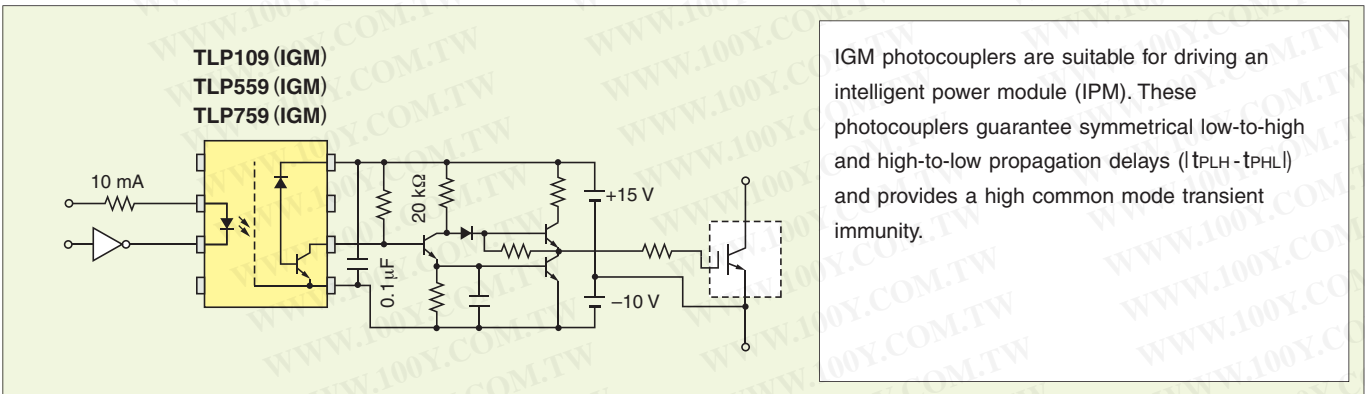 TLP109 (IGM)
TLP559 (IGM)
TLP759 (IGM)
10 mA
20 kΩ
0.1 µF
+15 V
–10 V
IGM photocouplers are suitable for driving an
intelligent power module (IPM). These
photocouplers guarantee symmetrical low-to-high
and high-to-low propagation delays (|tPLH - tPHL|)
and provides a high common mode transient
immunity.
WWW.100Y.COM.TW